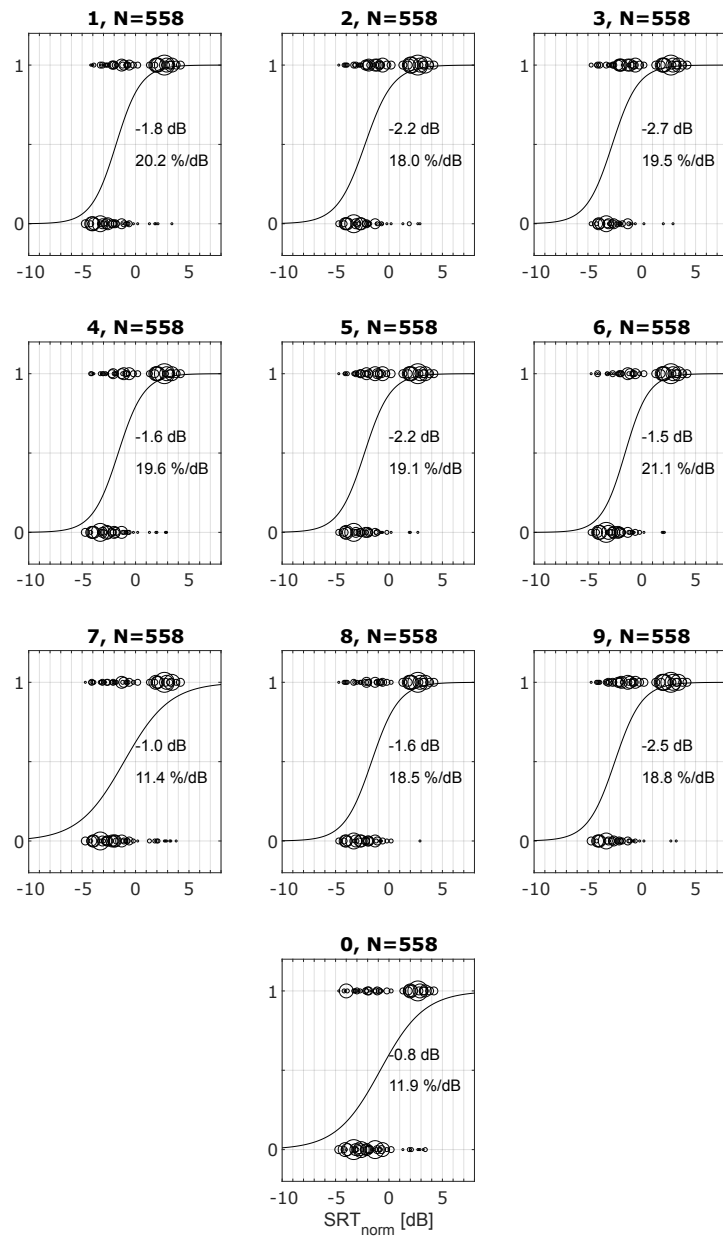 1, N=558
2, N=558
3, N=558
1
1
1
-1.8 dB
-2.2 dB
-2.7 dB
20.2 %/dB
18.0 %/dB
19.5 %/dB
0
0
0
-10 -5 0 5
-10 -5 0 5
-10 -5 0 5
4, N=558
5, N=558
6, N=558
1
1
1
-1.6 dB
-2.2 dB
-1.5 dB
19.6 %/dB
19.1 %/dB
21.1 %/dB
0
0
0
-10 -5 0 5
-10 -5 0 5
-10 -5 0 5
7, N=558
8, N=558
9, N=558
1
1
1
-1.0 dB
-1.6 dB
-2.5 dB
11.4 %/dB
18.5 %/dB
18.8 %/dB
0
0
0
-10 -5 0 5
-10 -5 0 5
-10 -5 0 5
0, N=558
1
-0.8 dB
11.9 %/dB
0
-10 -5 0 5
SRTnorm [dB]